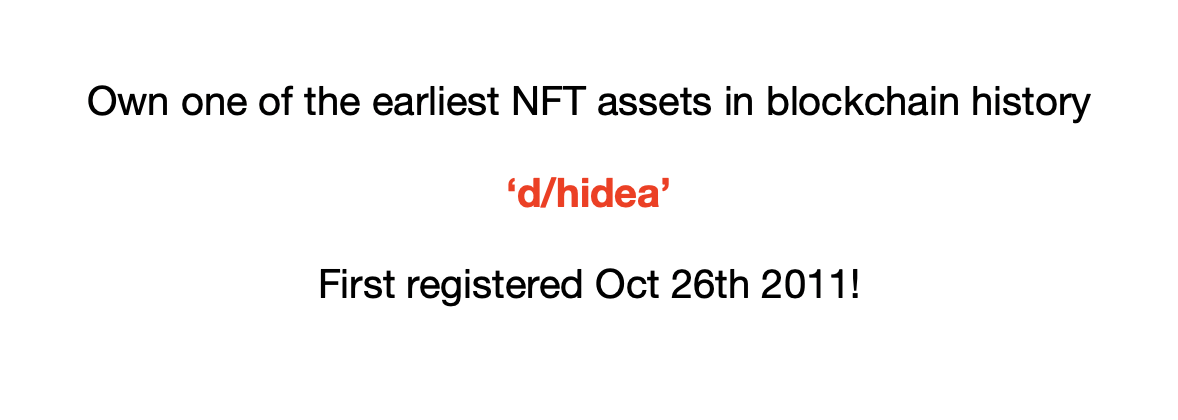 Own one of the earliest NFT assets in blockchain history
‘d/hidea’
First registered Oct 26th 2011!